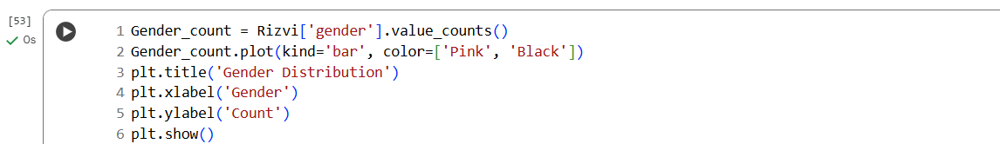 [53]
0s
1 Gender_count = Rizvi['gender'].value_counts()
2 Gender_count.plot(kind='bar', color=['Pink', 'Black'])
3 plt.title('Gender Distribution')
4 plt.xlabel('Gender')
5 plt.ylabel('Count')
6 plt.show()